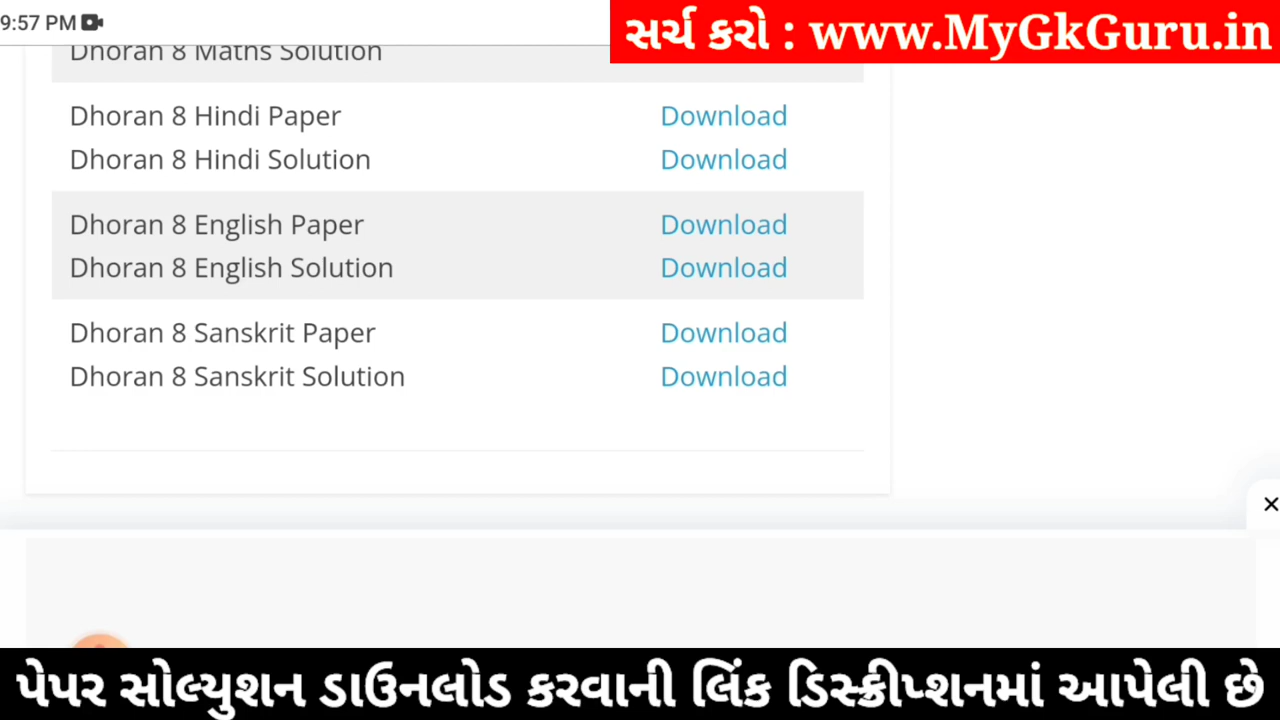 9:57 PM
સર્ચ કરો : www.MyGkGuru.in
Dhoran 8 Maths Solution
Dhoran 8 Hindi Paper Download
Dhoran 8 Hindi Solution Download
Dhoran 8 English Paper Download
Dhoran 8 English Solution Download
Dhoran 8 Sanskrit Paper Download
Dhoran 8 Sanskrit Solution Download
પેપર સોલ્યુશન ડાઉનલોડ કરવાની લિંક ડિસ્ક્રીપ્શનમાં આપેલી છે